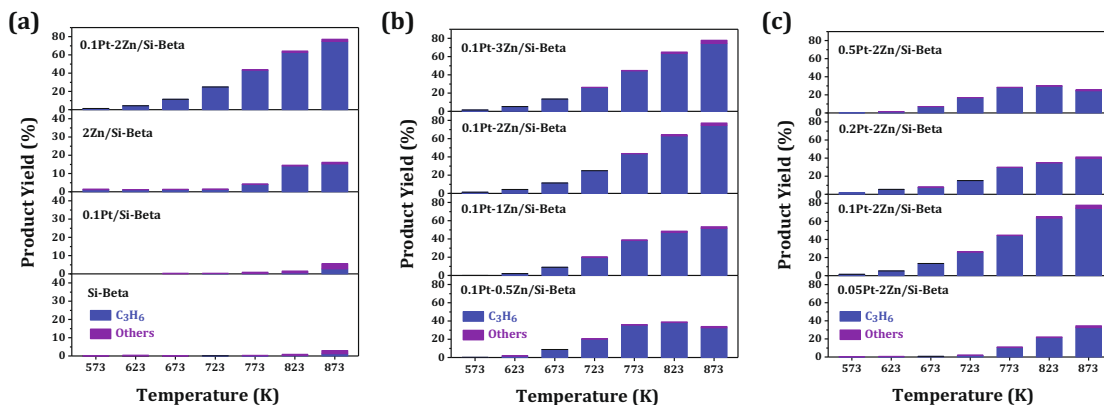 (a)
Product Yield (%)
0.1Pt-2Zn/Si-Beta
80
60
40
20
0
2Zn/Si-Beta
40
30
20
10
0
0.1Pt/Si-Beta
40
30
20
10
0
Si-Beta
C₃H₆
Others
40
30
20
10
0
573 623 673 723 773 823 873
Temperature (K)
(b)
Product Yield (%)
0.1Pt-3Zn/Si-Beta
80
60
40
20
0
0.1Pt-2Zn/Si-Beta
80
60
40
20
0
0.1Pt-1Zn/Si-Beta
80
60
40
20
0
0.1Pt-0.5Zn/Si-Beta
C₃H₆
Others
80
60
40
20
0
573 623 673 723 773 823 873
Temperature (K)
(c)
Product Yield (%)
0.5Pt-2Zn/Si-Beta
80
60
40
20
0
0.2Pt-2Zn/Si-Beta
80
60
40
20
0
0.1Pt-2Zn/Si-Beta
80
60
40
20
0
0.05Pt-2Zn/Si-Beta
C₃H₆
Others
80
60
40
20
0
573 623 673 723 773 823 873
Temperature (K)